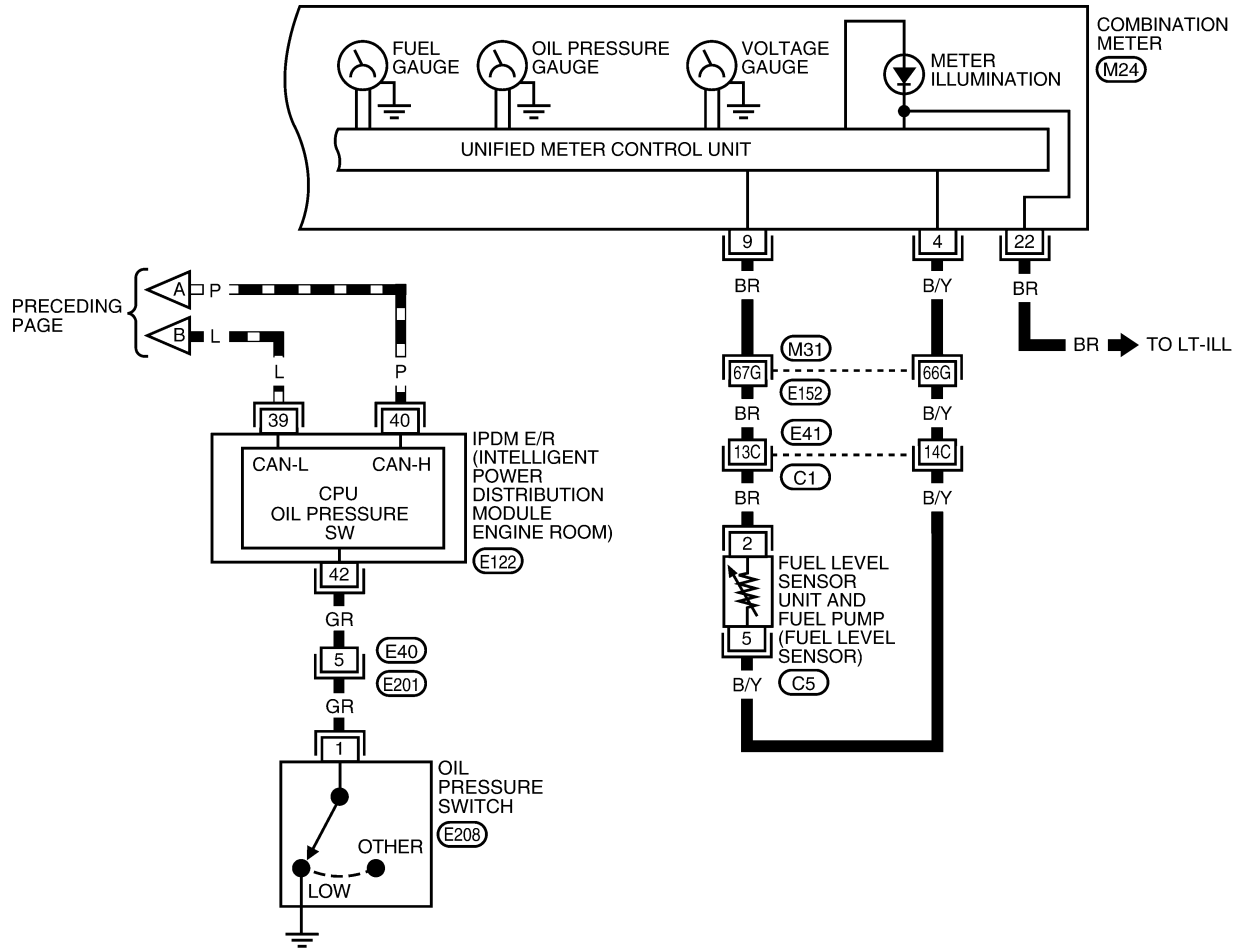 COMBINATION
METER
M24
FUEL
GAUGE
OIL PRESSURE
GAUGE
VOLTAGE
GAUGE
METER
ILLUMINATION
UNIFIED METER CONTROL UNIT
9
4
22
BR
B/Y
BR
BR
TO LT-ILL
PRECEDING
PAGE
A
P
B
L
L
P
39
40
CAN-L
CAN-H
CPU
OIL PRESSURE
SW
IPDM E/R
(INTELLIGENT
POWER
DISTRIBUTION
MODULE
ENGINE ROOM)
E122
42
GR
5
E40
E201
GR
1
OIL
PRESSURE
SWITCH
E208
OTHER
LOW
M31
67G
66G
E152
BR
B/Y
E41
13C
14C
C1
BR
B/Y
2
FUEL LEVEL
SENSOR
UNIT AND
FUEL PUMP
(FUEL LEVEL
SENSOR)
5
C5
B/Y